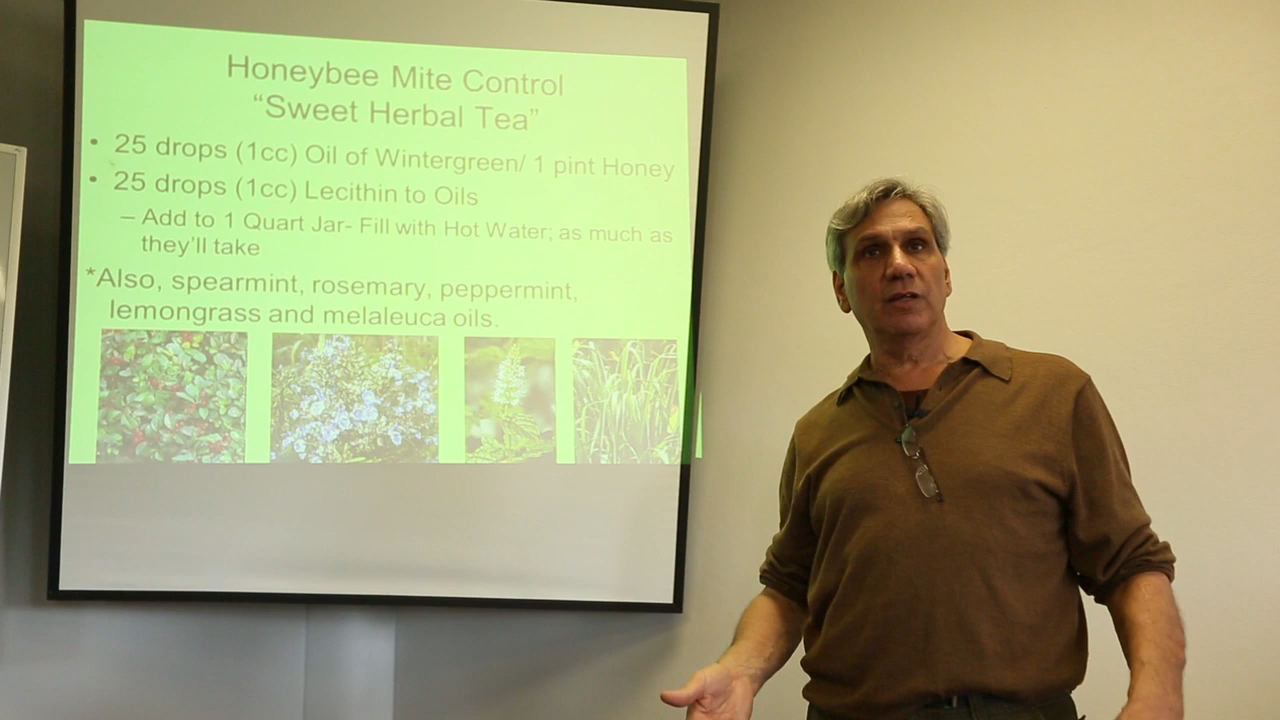 Honeybee Mite Control
“Sweet Herbal Tea”
• 25 drops (1cc) Oil of Wintergreen/ 1 pint Honey
• 25 drops (1cc) Lecithin to Oils
– Add to 1 Quart Jar- Fill with Hot Water; as much as
they’ll take
*Also, spearmint, rosemary, peppermint,
lemongrass and melaleuca oils.